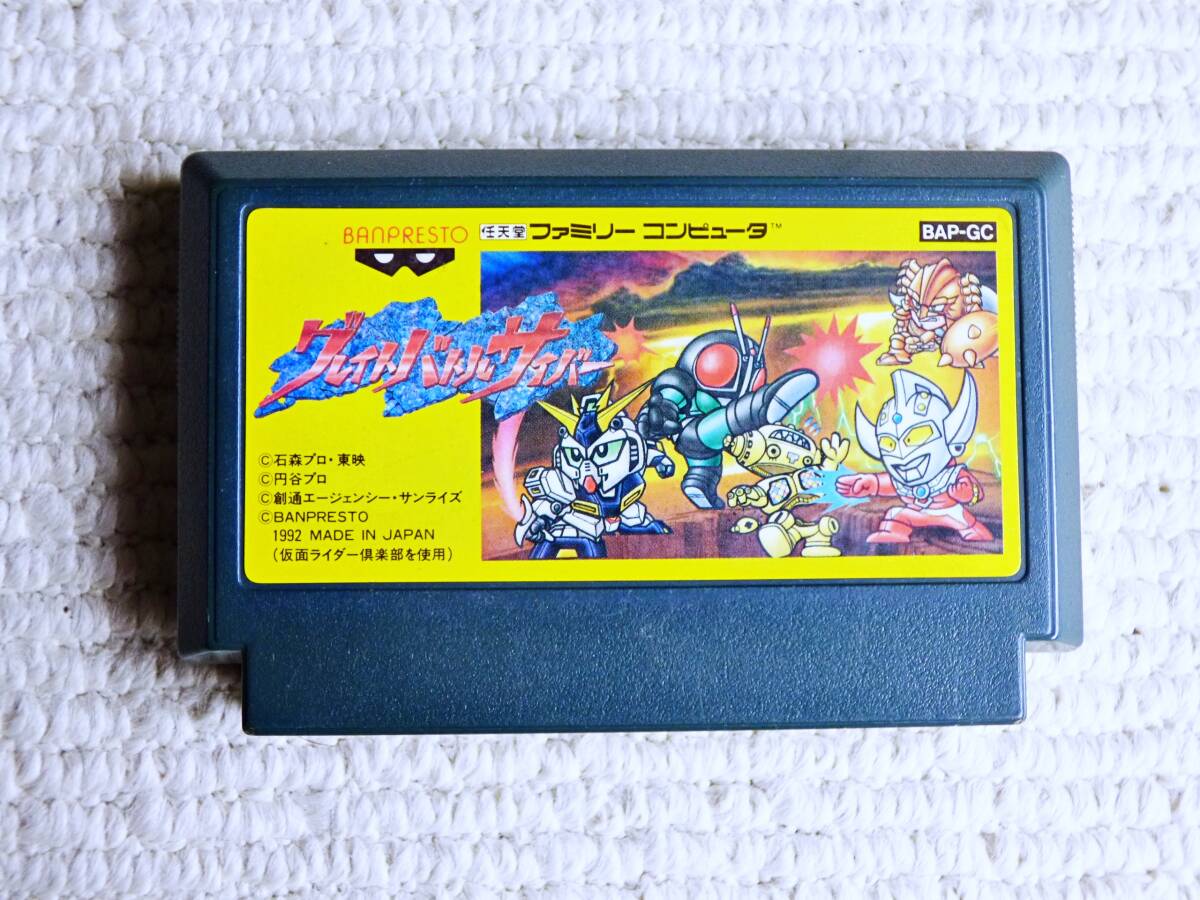 BANPRESTO
任天堂 ファミリー コンピュータ™
BAP-GC
グレイトバトルサイバー
©石森プロ・東映
©円谷プロ
©創通エージェンシー・サンライズ
©BANPRESTO
1992 MADE IN JAPAN
(仮面ライダー倶楽部を使用)